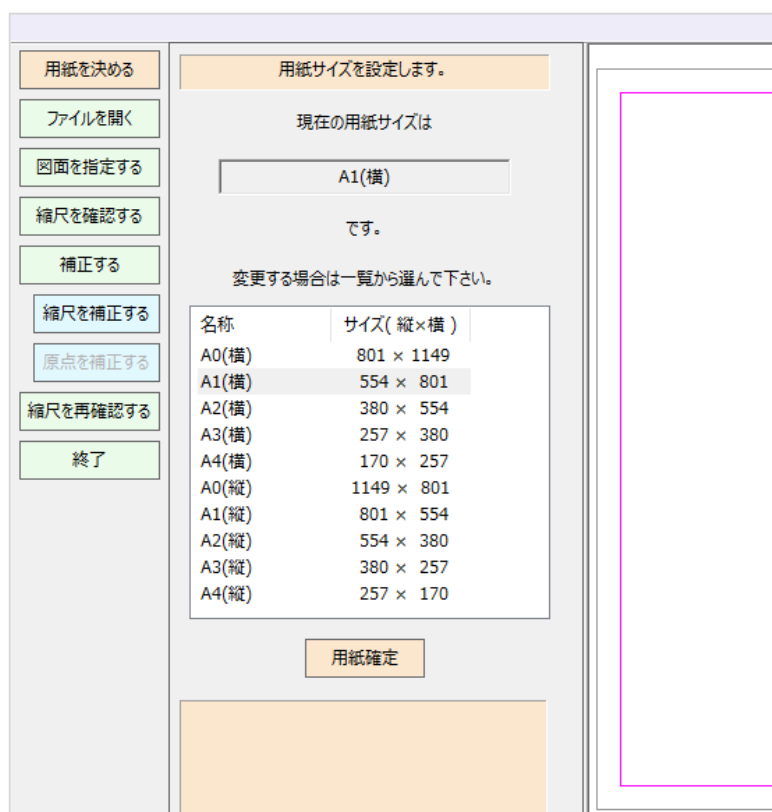 用紙を決める
ファイルを開く
図面を指定する
縮尺を確認する
補正する
縮尺を補正する
原点を補正する
縮尺を再確認する
終了
用紙サイズを設定します。
現在の用紙サイズは
A1(横)
です。
変更する場合は一覧から選んで下さい。
名称 サイズ( 縦×横 )
A0(横) 801 × 1149
A1(横) 554 × 801
A2(横) 380 × 554
A3(横) 257 × 380
A4(横) 170 × 257
A0(縦) 1149 × 801
A1(縦) 801 × 554
A2(縦) 554 × 380
A3(縦) 380 × 257
A4(縦) 257 × 170
用紙確定